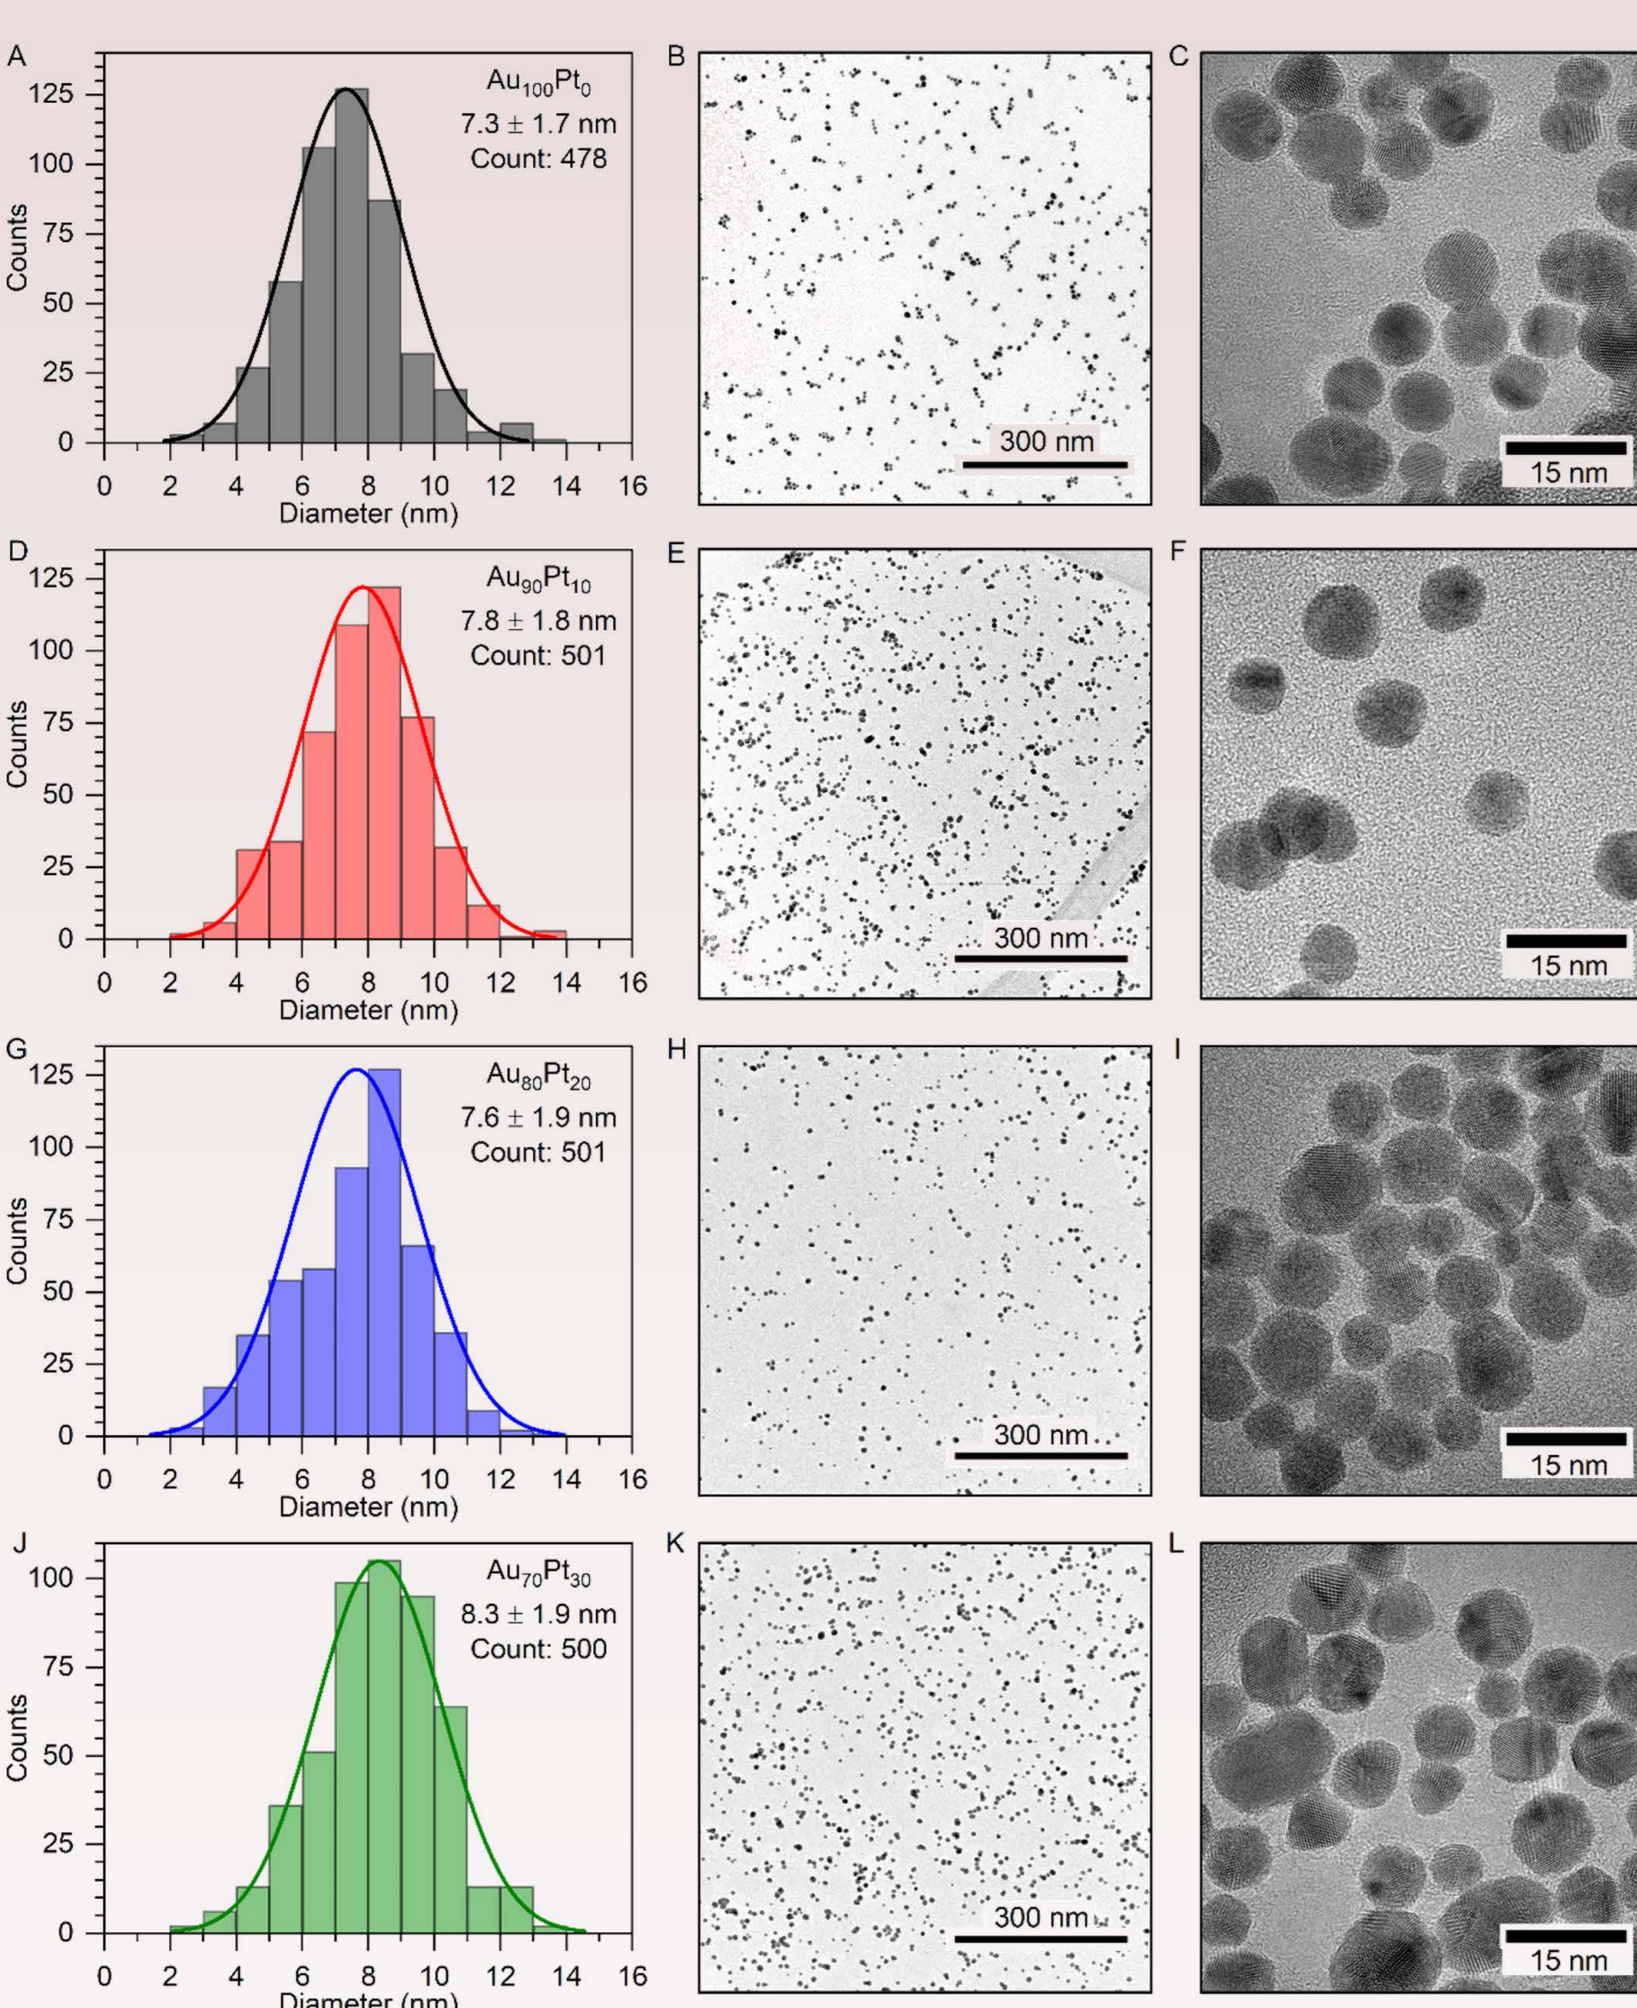 A
Au100Pt0
7.3 ± 1.7 nm
Count: 478
125
100
75
50
25
0
Counts
0 2 4 6 8 10 12 14 16
Diameter (nm)
B
300 nm
C
15 nm
D
Au90Pt10
7.8 ± 1.8 nm
Count: 501
125
100
75
50
25
0
Counts
0 2 4 6 8 10 12 14 16
Diameter (nm)
E
300 nm
F
15 nm
G
Au80Pt20
7.6 ± 1.9 nm
Count: 501
125
100
75
50
25
0
Counts
0 2 4 6 8 10 12 14 16
Diameter (nm)
H
300 nm
I
15 nm
J
Au70Pt30
8.3 ± 1.9 nm
Count: 500
100
75
50
25
0
Counts
0 2 4 6 8 10 12 14 16
Diameter (nm)
K
300 nm
L
15 nm